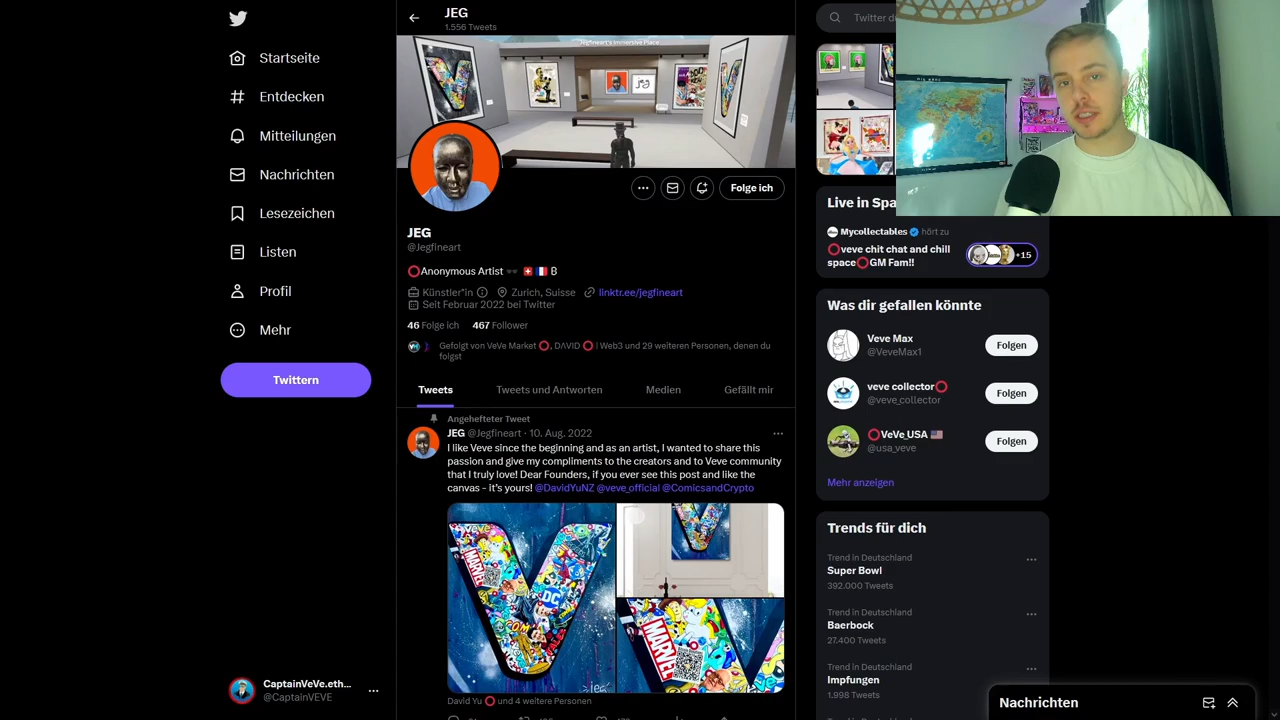 Startseite
Entdecken
Mitteilungen
Nachrichten
Lesezeichen
Listen
Profil
Mehr
Twittern
CaptainVeVe.eth...
@CaptainVEVE
JEG
1.556 Tweets
Folge ich
JEG
@Jegfineart
Anonymous Artist
B
Künstler*in
Zurich, Suisse
linktr.ee/jegfineart
Seit Februar 2022 bei Twitter
46 Folge ich 467 Follower
Gefolgt von VeVe Market ⭕, DΛVID ⭕ | Web3 und 29 weiteren Personen, denen du
folgst
Tweets
Tweets und Antworten
Medien
Gefällt mir
Angehefteter Tweet
JEG @Jegfineart · 10. Aug. 2022
I like Veve since the beginning and as an artist, I wanted to share this
passion and give my compliments to the creators and to Veve community
that I truly love! Dear Founders, if you ever see this post and like the
canvas - it's yours! @DavidYuNZ @veve_official @ComicsandCrypto
MARVEL
DC
MARVEL
David Yu ⭕ und 4 weitere Personen
Live in Spa
Mycollectables hört zu
⭕veve chit chat and chill
space⭕GM Fam!!
+15
Was dir gefallen könnte
Veve Max
@VeveMax1
Folgen
veve collector⭕
@veve_collector
Folgen
⭕VeVe_USA 🇺🇸
@usa_veve
Folgen
Mehr anzeigen
Trends für dich
Trend in Deutschland
Super Bowl
392.000 Tweets
Trend in Deutschland
Baerbock
27.400 Tweets
Trend in Deutschland
Impfungen
1.998 Tweets
Nachrichten